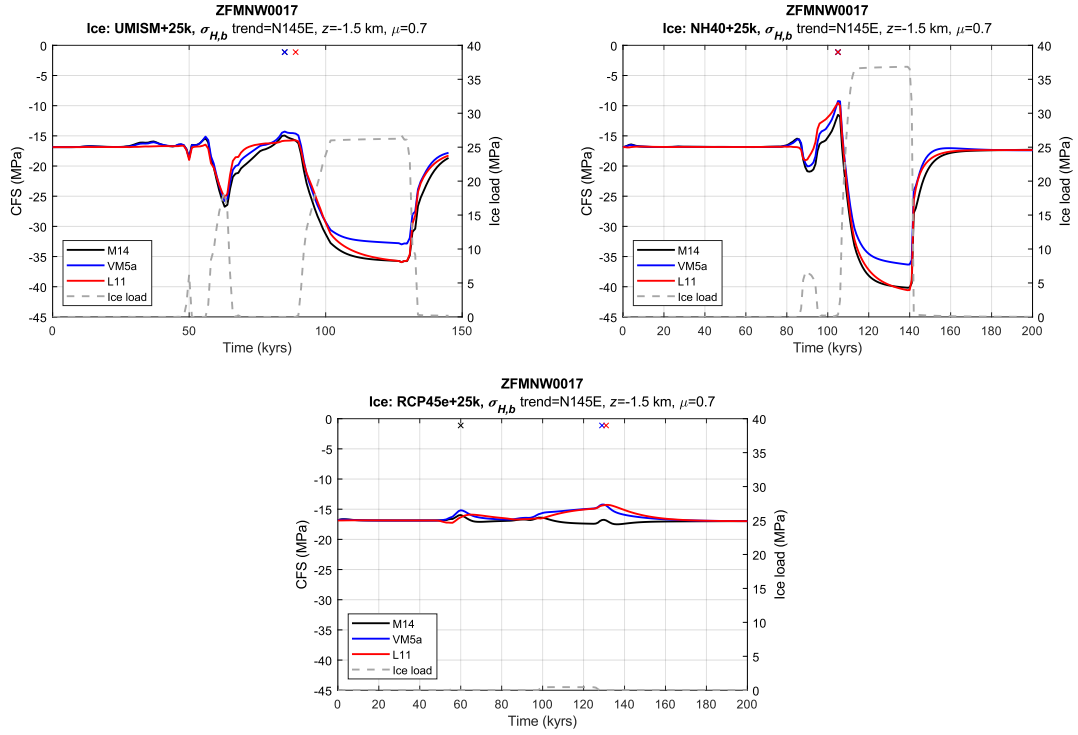 ZFMNW0017
Ice: UMISM+25k, σH,b trend=N145E, z=-1.5 km, μ=0.7
0
-5
-10
-15
-20
-25
-30
-35
-40
-45
CFS (MPa)
40
35
30
25
20
15
10
5
0
Ice load (MPa)
M14
VM5a
L11
Ice load
0
50
100
150
Time (kyrs)
ZFMNW0017
Ice: NH40+25k, σH,b trend=N145E, z=-1.5 km, μ=0.7
0
-5
-10
-15
-20
-25
-30
-35
-40
-45
CFS (MPa)
40
35
30
25
20
15
10
5
0
Ice load (MPa)
M14
VM5a
L11
Ice load
0 20 40 60 80 100 120 140 160 180 200
Time (kyrs)
ZFMNW0017
Ice: RCP45e+25k, σH,b trend=N145E, z=-1.5 km, μ=0.7
0
-5
-10
-15
-20
-25
-30
-35
-40
-45
CFS (MPa)
40
35
30
25
20
15
10
5
0
Ice load (MPa)
M14
VM5a
L11
Ice load
0 20 40 60 80 100 120 140 160 180 200
Time (kyrs)